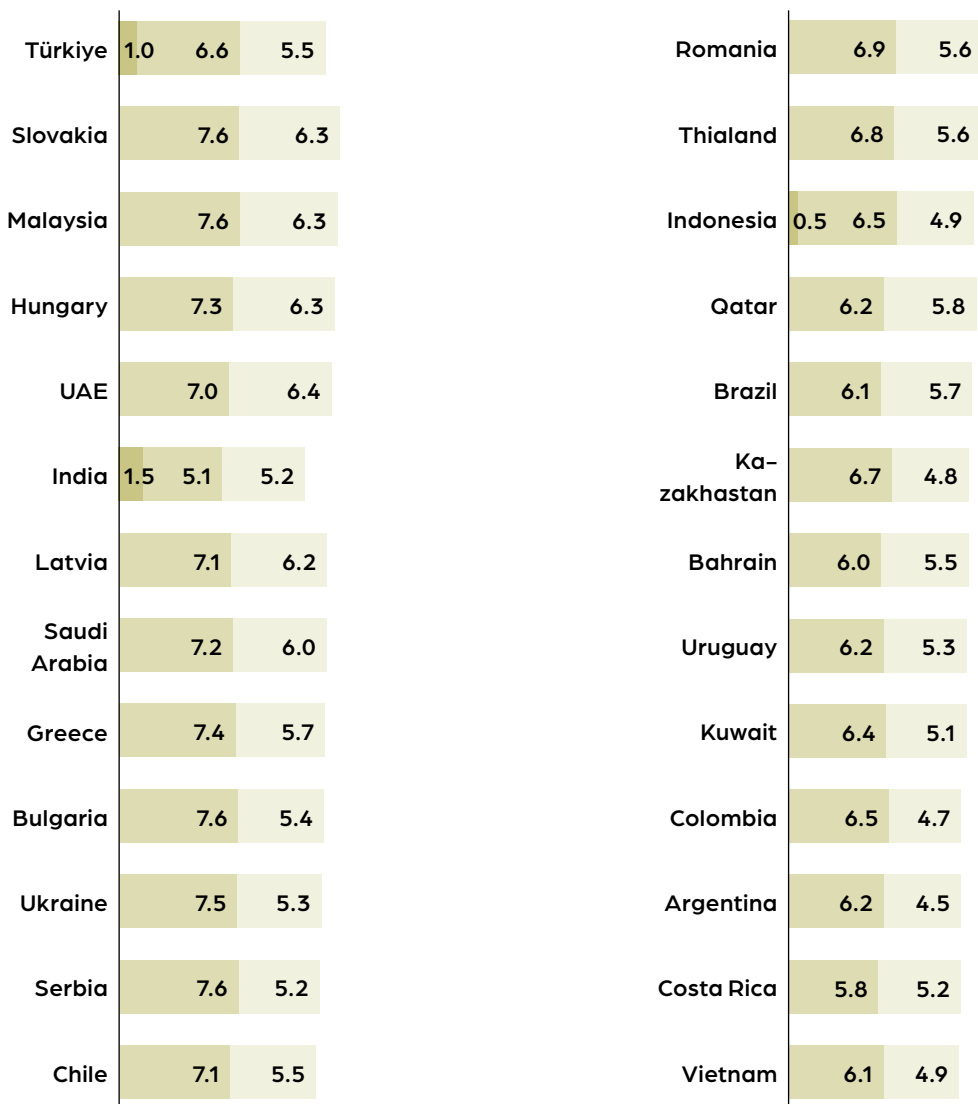 Türkiye 1.0 6.6 5.5
Slovakia 7.6 6.3
Malaysia 7.6 6.3
Hungary 7.3 6.3
UAE 7.0 6.4
India 1.5 5.1 5.2
Latvia 7.1 6.2
Saudi
Arabia 7.2 6.0
Greece 7.4 5.7
Bulgaria 7.6 5.4
Ukraine 7.5 5.3
Serbia 7.6 5.2
Chile 7.1 5.5
Romania 6.9 5.6
Thialand 6.8 5.6
Indonesia 0.5 6.5 4.9
Qatar 6.2 5.8
Brazil 6.1 5.7
Ka-
zakhastan 6.7 4.8
Bahrain 6.0 5.5
Uruguay 6.2 5.3
Kuwait 6.4 5.1
Colombia 6.5 4.7
Argentina 6.2 4.5
Costa Rica 5.8 5.2
Vietnam 6.1 4.9